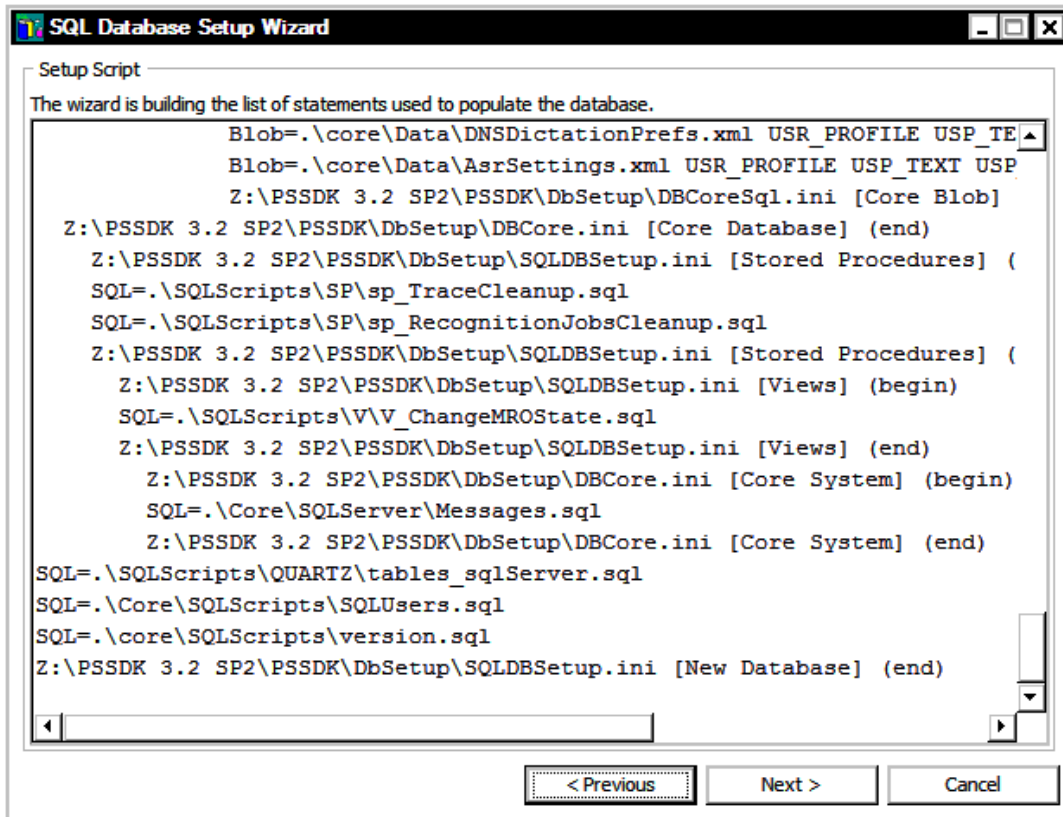 SQL Database Setup Wizard
Setup Script
The wizard is building the list of statements used to populate the database.
Blob=.\core\Data\DNSDictationPrefs.xml USR_PROFILE USP_TE
Blob=.\core\Data\AsrSettings.xml USR_PROFILE USP_TEXT USP_
Z:\PSSDK 3.2 SP2\PSSDK\DbSetup\DBCoreSql.ini [Core Blob]
Z:\PSSDK 3.2 SP2\PSSDK\DbSetup\DBCore.ini [Core Database] (end)
Z:\PSSDK 3.2 SP2\PSSDK\DbSetup\SQLDBSetup.ini [Stored Procedures] (
SQL=.\SQLScripts\SP\sp_TraceCleanup.sql
SQL=.\SQLScripts\SP\sp_RecognitionJobsCleanup.sql
Z:\PSSDK 3.2 SP2\PSSDK\DbSetup\SQLDBSetup.ini [Stored Procedures] (
Z:\PSSDK 3.2 SP2\PSSDK\DbSetup\SQLDBSetup.ini [Views] (begin)
SQL=.\SQLScripts\V\V_ChangeMROState.sql
Z:\PSSDK 3.2 SP2\PSSDK\DbSetup\SQLDBSetup.ini [Views] (end)
Z:\PSSDK 3.2 SP2\PSSDK\DbSetup\DBCore.ini [Core System] (begin)
SQL=.\Core\SQLServer\Messages.sql
Z:\PSSDK 3.2 SP2\PSSDK\DbSetup\DBCore.ini [Core System] (end)
SQL=.\SQLScripts\QUARTZ\tables_sqlServer.sql
SQL=.\Core\SQLScripts\SQLUsers.sql
SQL=.\core\SQLScripts\version.sql
Z:\PSSDK 3.2 SP2\PSSDK\DbSetup\SQLDBSetup.ini [New Database] (end)
< Previous
Next >
Cancel